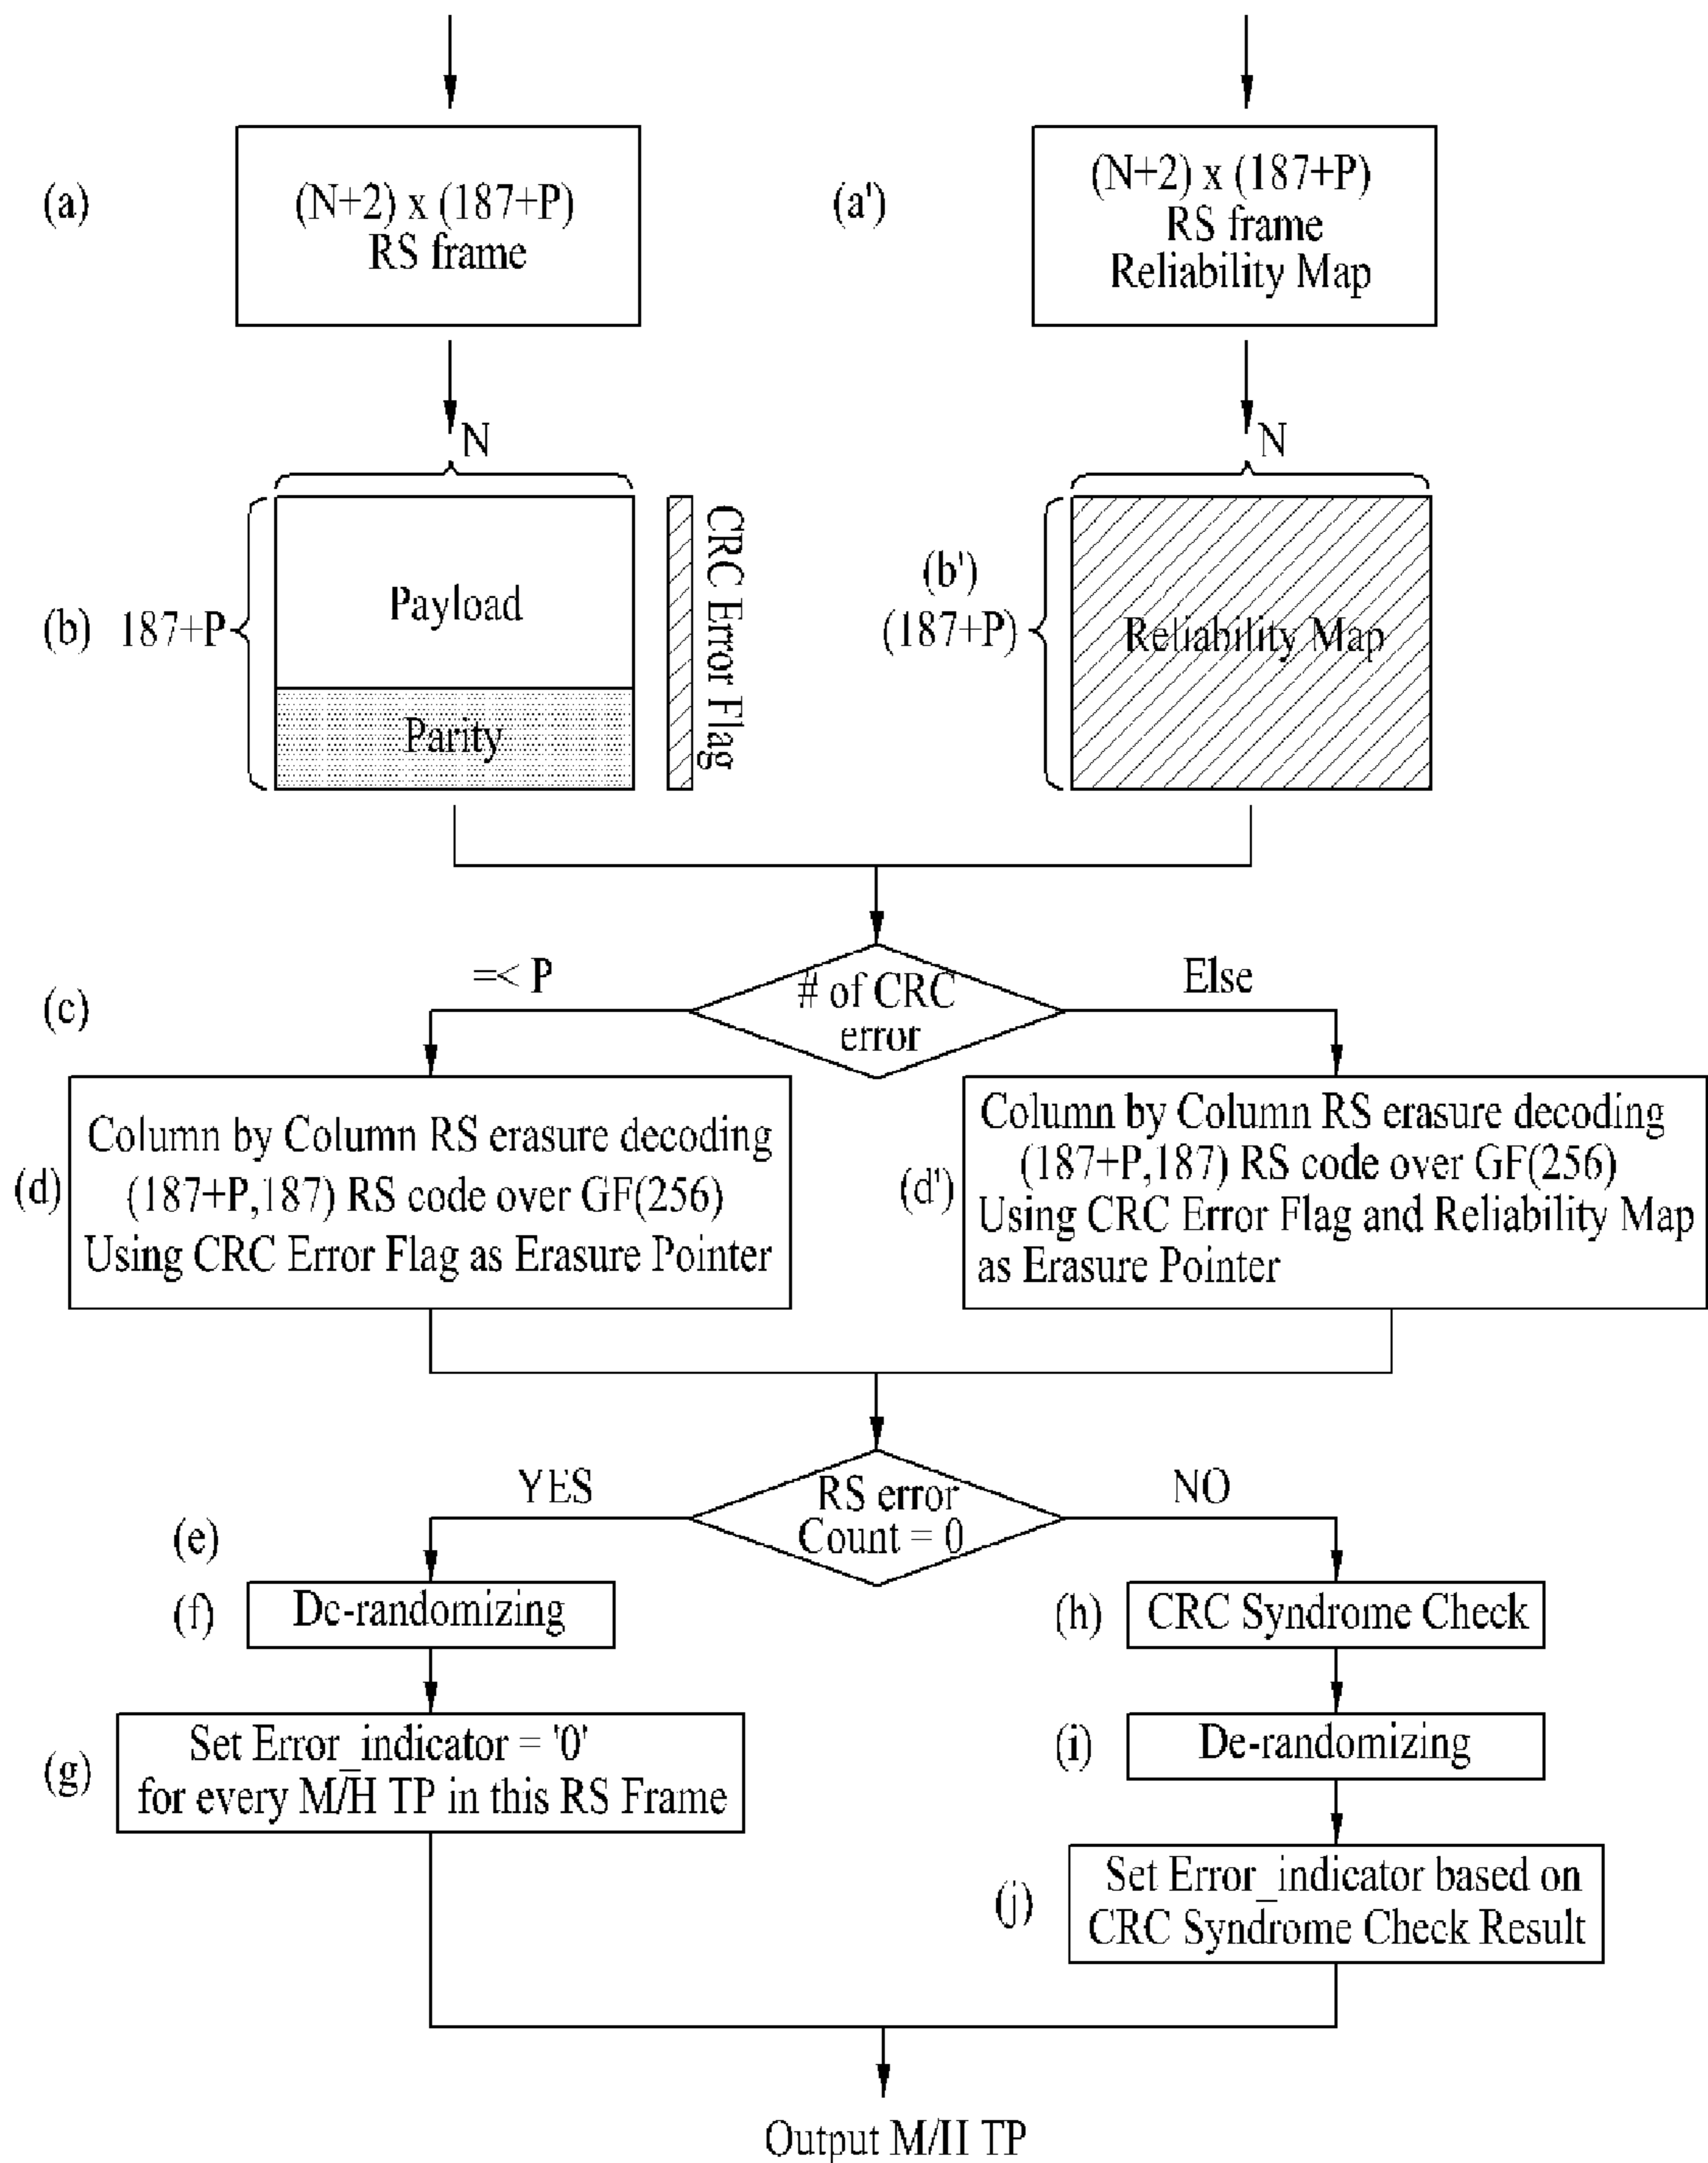 (a)
(N+2) x (187+P)
RS frame
(a')
(N+2) x (187+P)
RS frame
Reliability Map
N
N
(b)
187+P
Payload
Parity
CRC Error Flag
(b')
(187+P)
Reliability Map
(c)
=< P
# of CRC
error
Else
(d)
Column by Column RS erasure decoding
(187+P,187) RS code over GF(256)
Using CRC Error Flag as Erasure Pointer
(d')
Column by Column RS erasure decoding
(187+P,187) RS code over GF(256)
Using CRC Error Flag and Reliability Map
as Erasure Pointer
YES
RS error
Count = 0
NO
(e)
(f)
De-randomizing
(h)
CRC Syndrome Check
(g)
Set Error_indicator = '0'
for every M/H TP in this RS Frame
(i)
De-randomizing
(j)
Set Error_indicator based on
CRC Syndrome Check Result
Output M/H TP